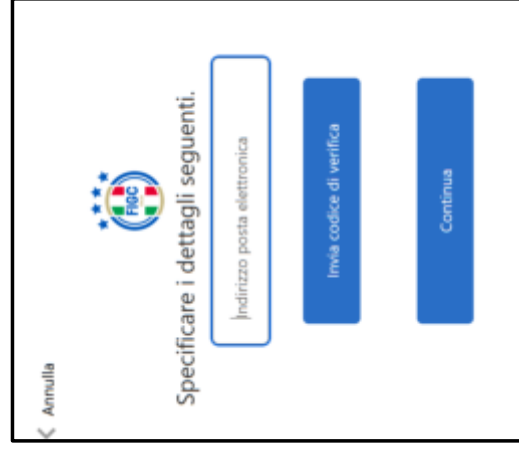 Annulla
FIGC
Specificare i dettagli seguenti.
Indirizzo posta elettronica
Invia codice di verifica
Continua